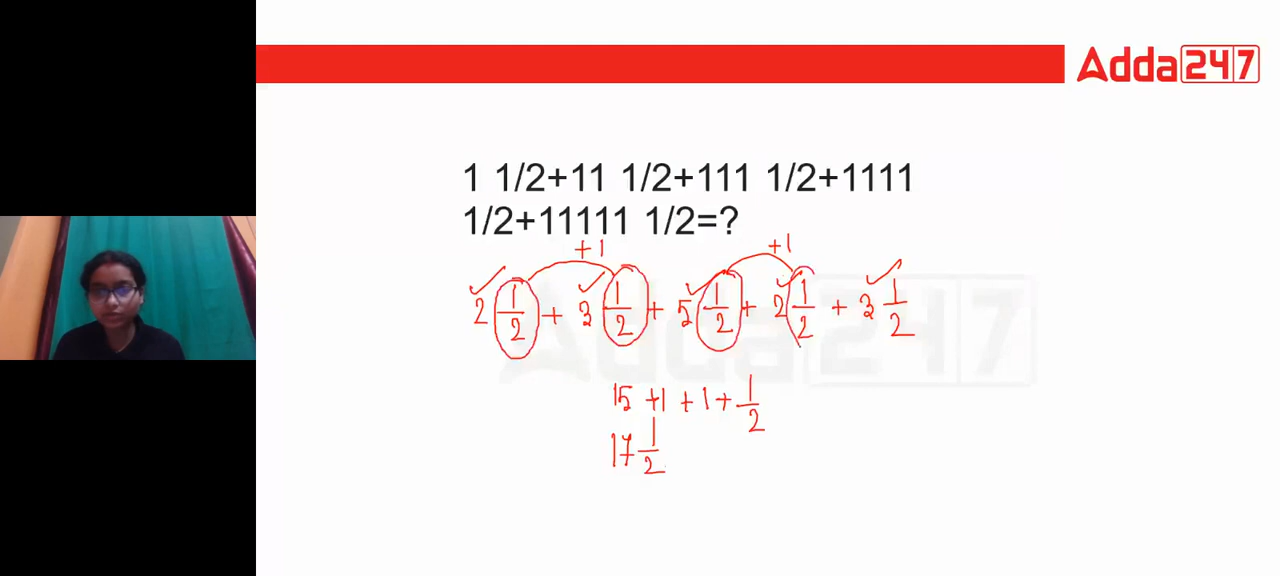 Adda247
1 1/2+11 1/2+111 1/2+1111
1/2+11111 1/2=?
+1 +1
2 1/2 + 3 1/2 + 5 1/2 + 2 1/2 + 3 1/2
Adda247
15 +1 +1 + 1/2
17 1/2